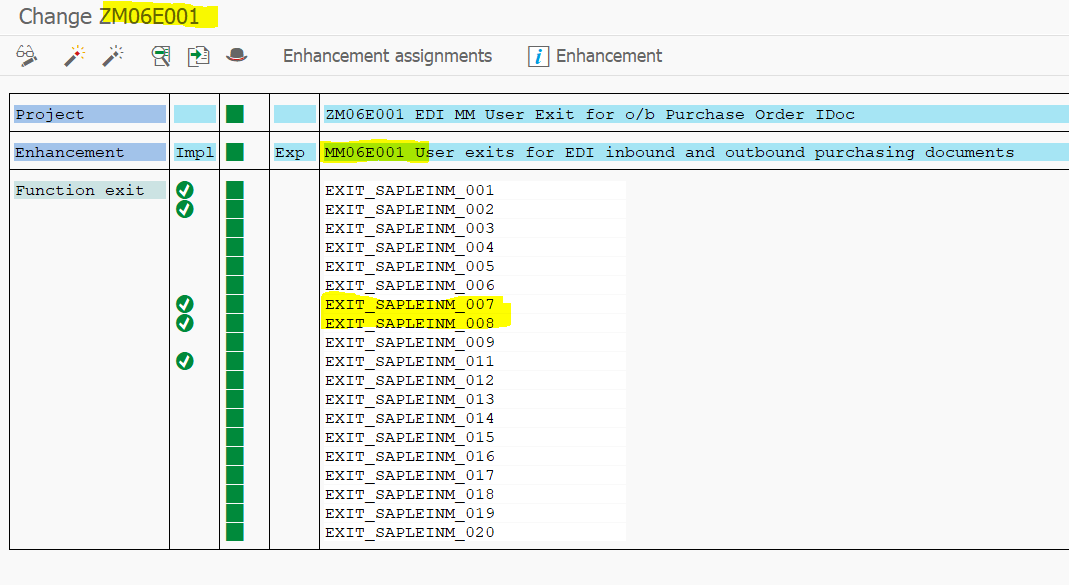 Change ZM06E001
Enhancement assignments i Enhancement
Project ZM06E001 EDI MM User Exit for o/b Purchase Order IDoc
Enhancement Impl Exp MM06E001 User exits for EDI inbound and outbound purchasing documents
Function exit EXIT_SAPLEINM_001
EXIT_SAPLEINM_002
EXIT_SAPLEINM_003
EXIT_SAPLEINM_004
EXIT_SAPLEINM_005
EXIT_SAPLEINM_006
EXIT_SAPLEINM_007
EXIT_SAPLEINM_008
EXIT_SAPLEINM_009
EXIT_SAPLEINM_011
EXIT_SAPLEINM_012
EXIT_SAPLEINM_013
EXIT_SAPLEINM_014
EXIT_SAPLEINM_015
EXIT_SAPLEINM_016
EXIT_SAPLEINM_017
EXIT_SAPLEINM_018
EXIT_SAPLEINM_019
EXIT_SAPLEINM_020